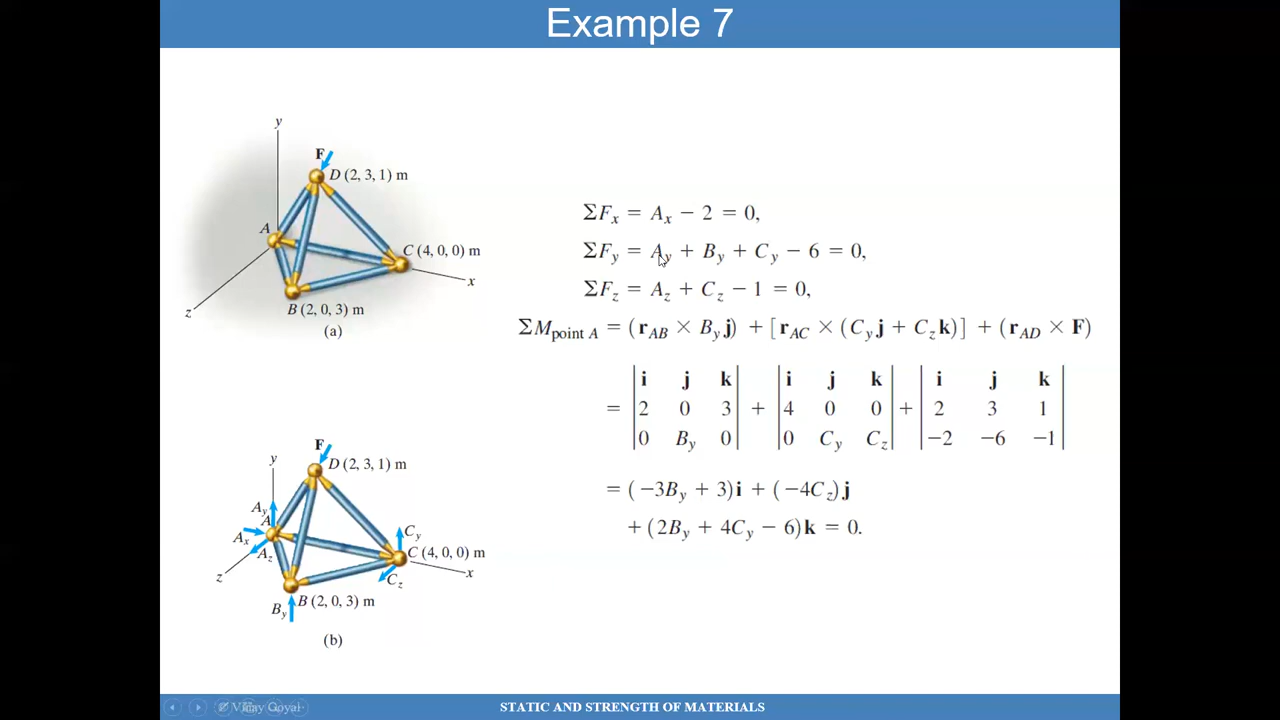 Example 7
y
F
D (2, 3, 1) m
A
C (4, 0, 0) m
x
z
B (2, 0, 3) m
(a)
ΣF_x = A_x − 2 = 0,
ΣF_y = A_y + B_y + C_y − 6 = 0,
ΣF_z = A_z + C_z − 1 = 0,
ΣM_point A = (r_AB × B_y j) + [r_AC × (C_y j + C_z k)] + (r_AD × F)
= |i j k| + |i j k| + |i j k|
|2 0 3| |4 0 0| |2 3 1|
|0 B_y 0| |0 C_y C_z| |−2 −6 −1|
= (−3B_y + 3)i + (−4C_z)j
+ (2B_y + 4C_y − 6)k = 0.
F
y
D (2, 3, 1) m
A_y
A
A_x
A_z
C_y
C (4, 0, 0) m
x
z
C_z
B (2, 0, 3) m
B_y
(b)
Vijay Goyal
STATIC AND STRENGTH OF MATERIALS